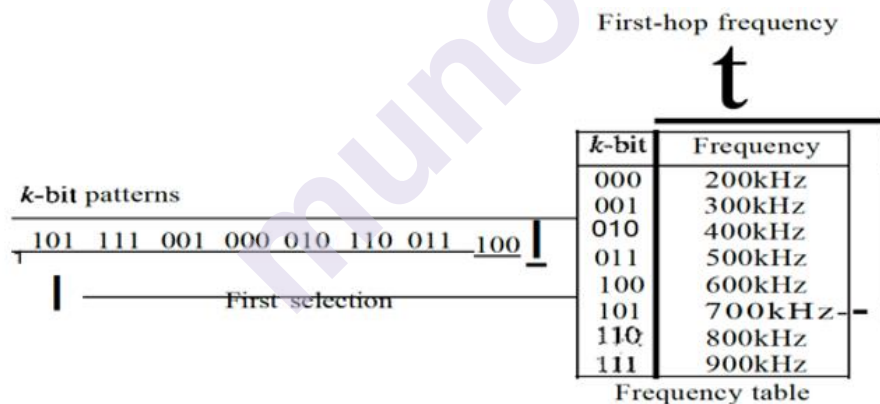 First-hop frequency
t
k-bit Frequency
000 200kHz
001 300kHz
010 400kHz
011 500kHz
100 600kHz
101 700kHz
110 800kHz
111 900kHz
Frequency table
k-bit patterns
101 111 001 000 010 110 011 100
First selection
muno